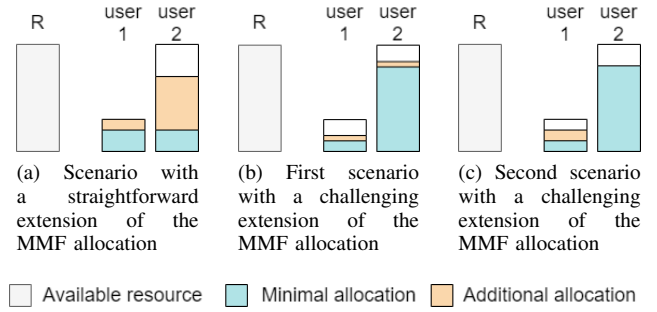 R
user
1
user
2
R
user
1
user
2
R
user
1
user
2
(a) Scenario with
a straightforward
extension of the
MMF allocation
(b) First scenario
with a challenging
extension of the
MMF allocation
(c) Second scenario
with a challenging
extension of the
MMF allocation
Available resource
Minimal allocation
Additional allocation